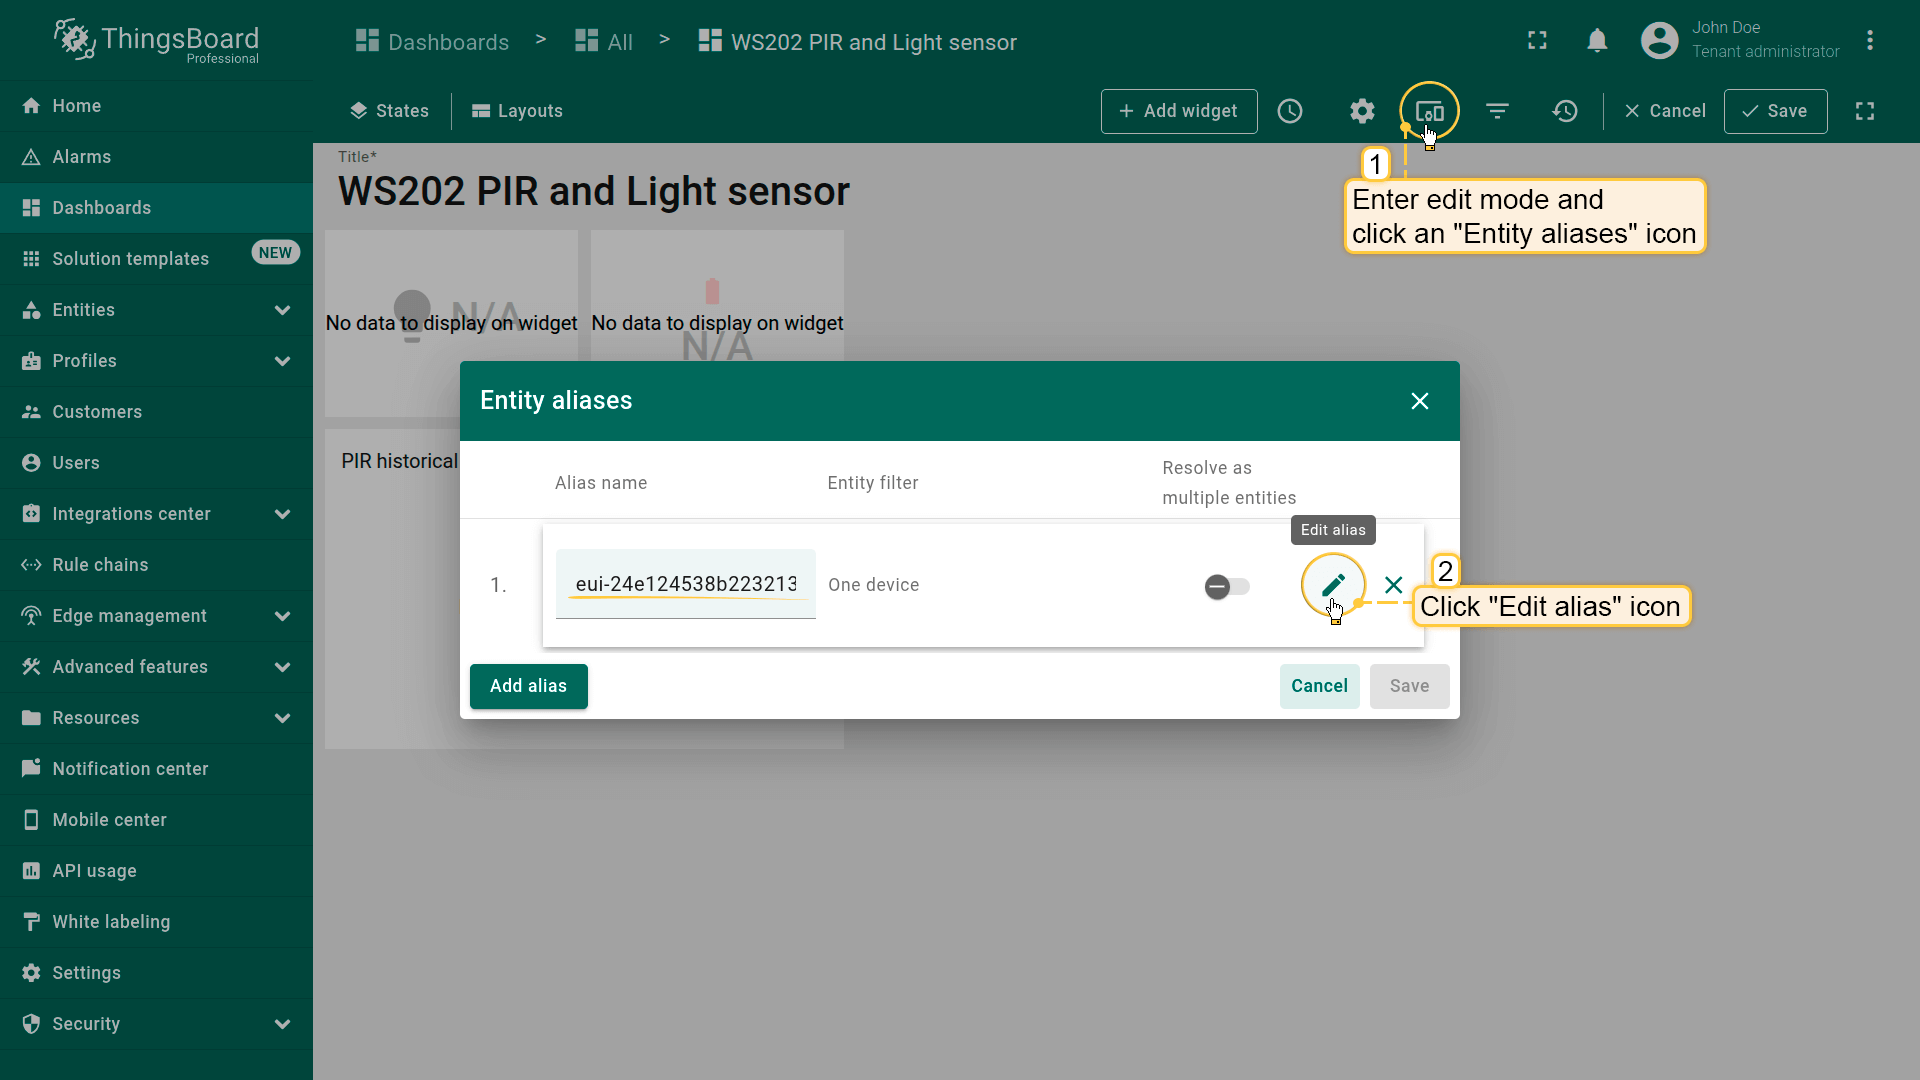 ThingsBoard
Professional
Dashboards > All > WS202 PIR and Light sensor
John Doe
Tenant administrator
States
Layouts
+ Add widget
Cancel
Save
Home
Alarms
Dashboards
Solution templates
NEW
Entities
Profiles
Customers
Users
Integrations center
Rule chains
Edge management
Advanced features
Resources
Notification center
Mobile center
API usage
White labeling
Settings
Security
Title*
WS202 PIR and Light sensor
N/A
No data to display on widget
N/A
No data to display on widget
PIR historical
1
Enter edit mode and
click an "Entity aliases" icon
Entity aliases
Alias name
Entity filter
Resolve as
multiple entities
Edit alias
1.
eui-24e124538b223213
One device
2
Click "Edit alias" icon
Add alias
Cancel
Save